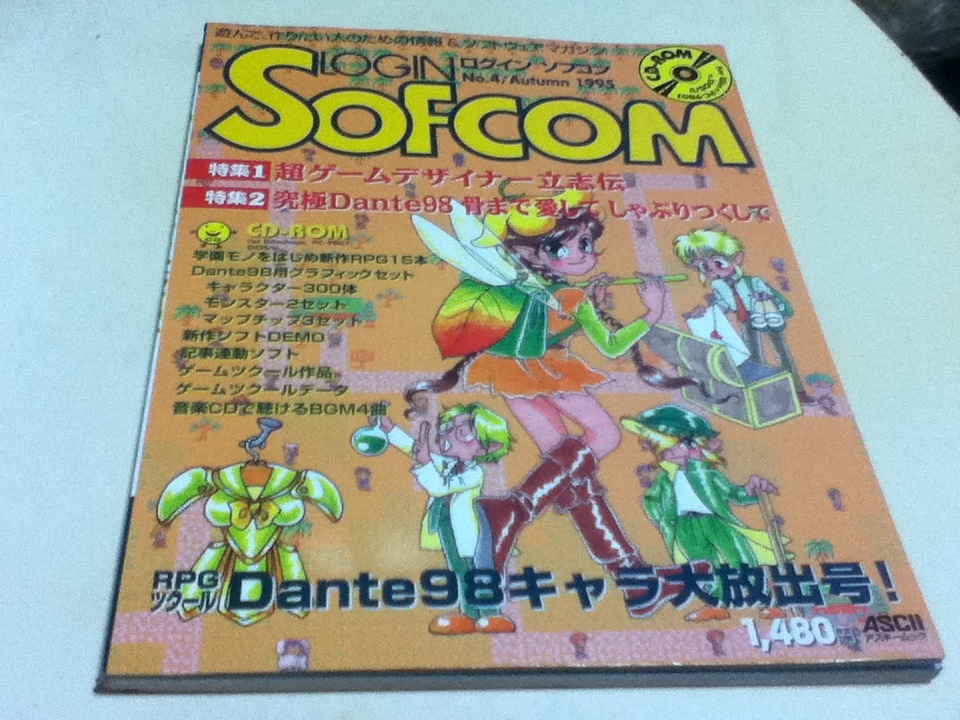 遊んで、作りたい人のための情報&ソフトウェアマガジン
LOGIN ログイン ソフコン
No.4/Autumn 1995
SOFCOM
CD-ROM
特集1 超ゲームデザイナー立志伝
特集2 究極Dante98 骨まで愛して しゃぶりつくして
CD-ROM
学園モノをはじめ新作RPG15本
Dante98用グラフィックセット
キャラクター300体
モンスター2セット
マップチップ3セット
新作ソフトDEMO
記事連動ソフト
ゲームツクール作品
ゲームツクールデータ
音楽CDで聴けるBGM4曲
RPGツクール Dante98キャラ大放出号!
1,480円
ASCII
アスキームック